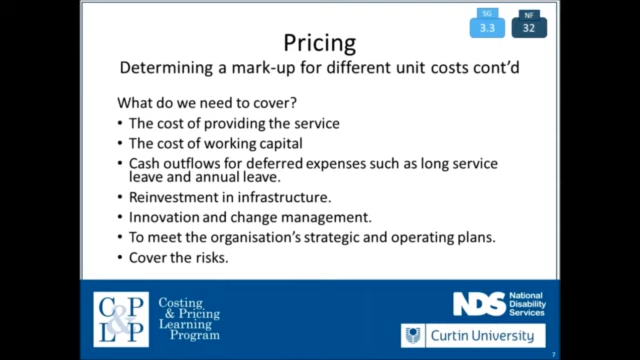 SG
3.3
NF
32
Pricing
Determining a mark-up for different unit costs cont'd
What do we need to cover?
• The cost of providing the service
• The cost of working capital
• Cash outflows for deferred expenses such as long service
leave and annual leave.
• Reinvestment in infrastructure.
• Innovation and change management.
• To meet the organisation's strategic and operating plans.
• Cover the risks.
C&P
L P
Costing
& Pricing
Learning
Program
NDS
National
Disability
Services
Curtin University
7